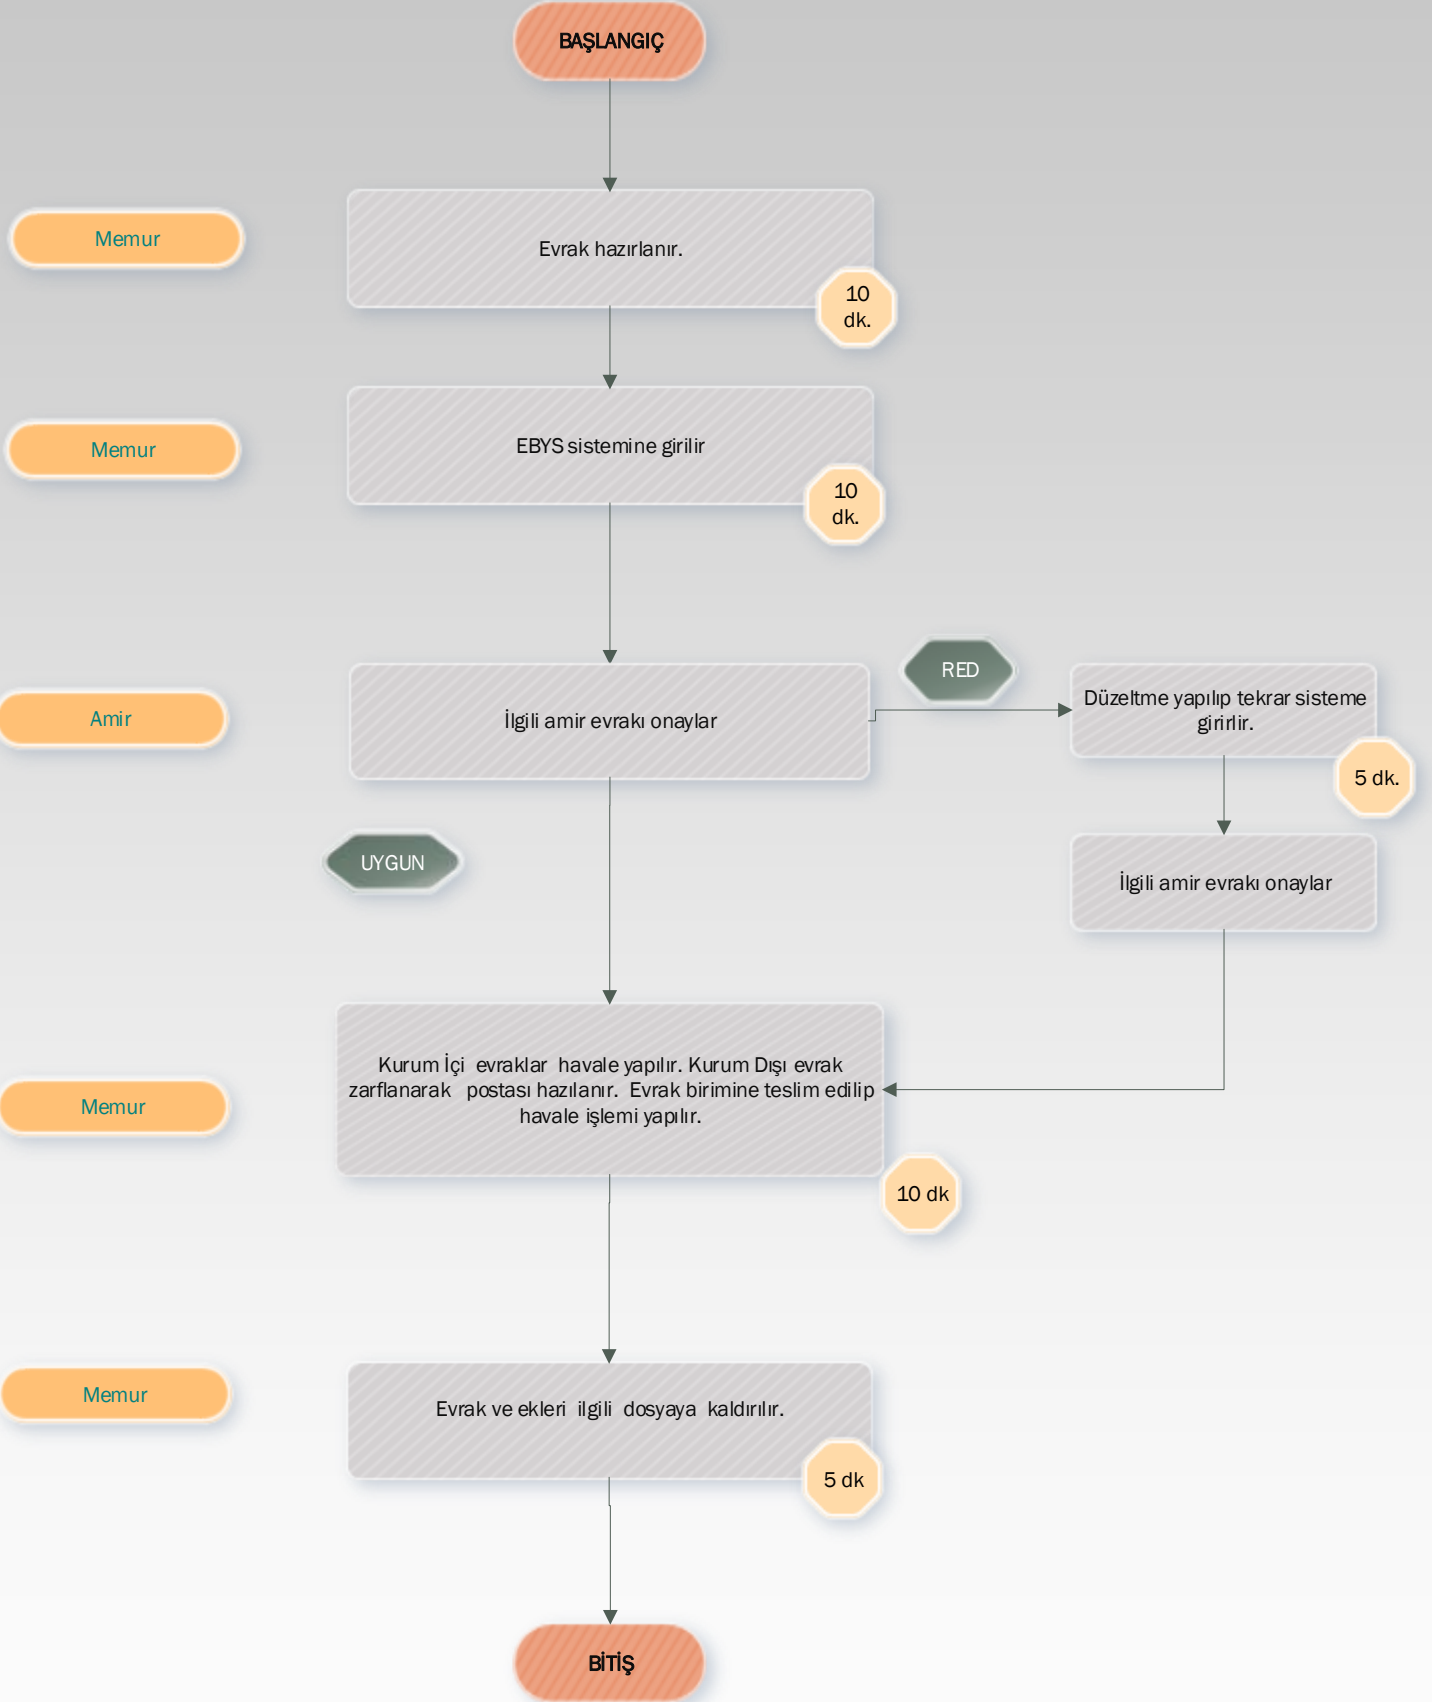 BAŞLANGIÇ
Memur
Evrak hazırlanır.
10
dk.
Memur
EBYS sistemine girilir
10
dk.
Amir
İlgili amir evrakı onaylar
RED
Düzeltme yapılıp tekrar sisteme
girirlir.
5 dk.
UYGUN
İlgili amir evrakı onaylar
Memur
Kurum İçi evraklar havale yapılır. Kurum Dışı evrak
zarflanarak postası hazılanır. Evrak birimine teslim edilip
havale işlemi yapılır.
10 dk
Memur
Evrak ve ekleri ilgili dosyaya kaldırılır.
5 dk
BİTİŞ